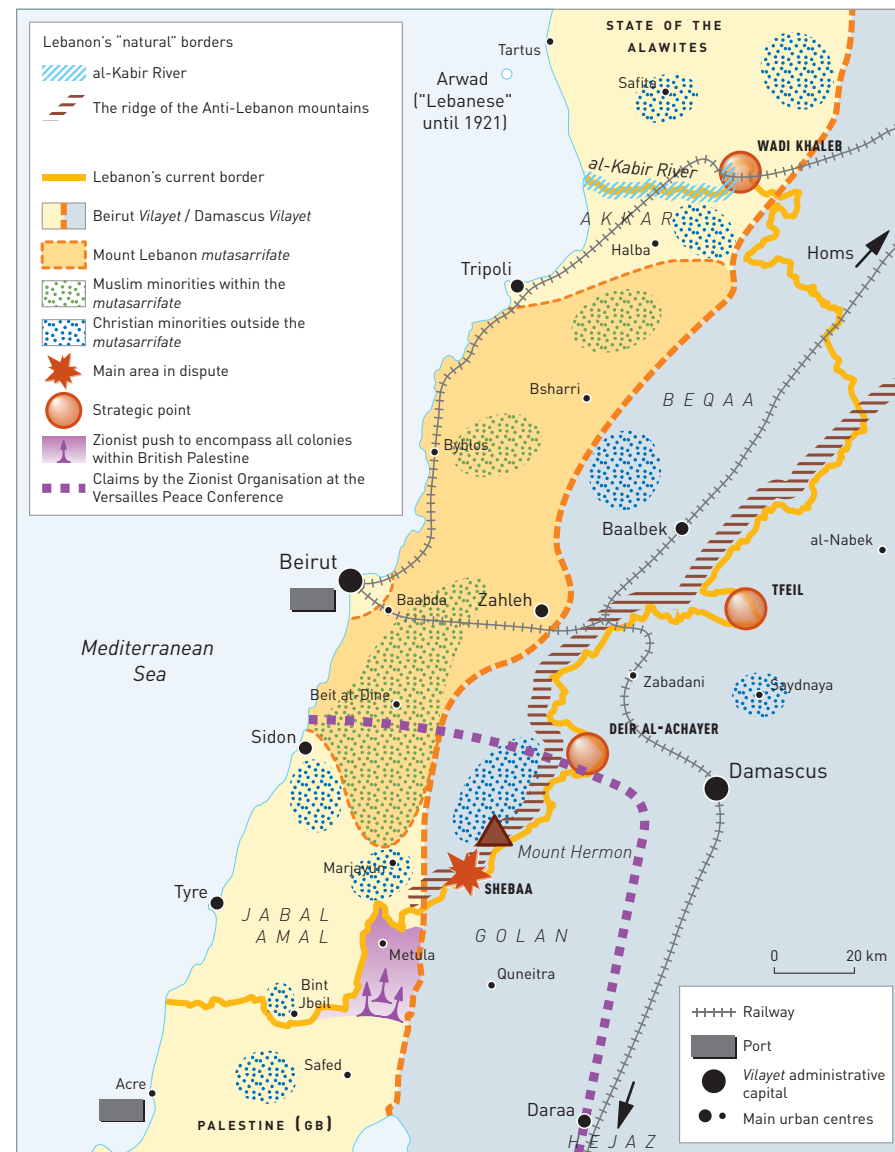 Lebanon's "natural" borders
al-Kabir River
The ridge of the Anti-Lebanon mountains
Lebanon's current border
Beirut Vilayet / Damascus Vilayet
Mount Lebanon mutasarrifate
Muslim minorities within the
mutasarrifate
Christian minorities outside the
mutasarrifate
Main area in dispute
Strategic point
Zionist push to encompass all colonies
within British Palestine
Claims by the Zionist Organisation at the
Versailles Peace Conference
STATE OF THE
ALAWITES
Tartus
Safita
Arwad
("Lebanese"
until 1921)
WADI KHALEB
al-Kabir River
AKKAR
Halba
Homs
Tripoli
Bsharri
BEQAA
Byblos
Baalbek
al-Nabek
Beirut
Baabda
Zahleh
TFEIL
Mediterranean
Sea
Zabadani
Saydnaya
Beit at-Dine
DEIR AL-ACHAYER
Sidon
Damascus
Mount Hermon
Marjayun
SHEBAA
Tyre
JABAL
AMAL
GOLAN
Metula
Quneitra
0 20 km
Bint
Jbeil
Safed
Acre
PALESTINE (GB)
Daraa
HEJAZ
Railway
Port
Vilayet administrative
capital
Main urban centres